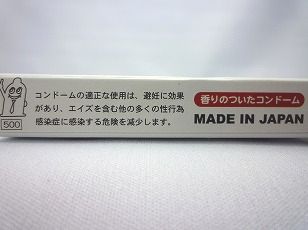 コンドームの適正な使用は、避妊に効果
があり、エイズを含む他の多くの性行為
感染症に感染する危険を減少します。
500
香りのついたコンドーム
MADE IN JAPAN